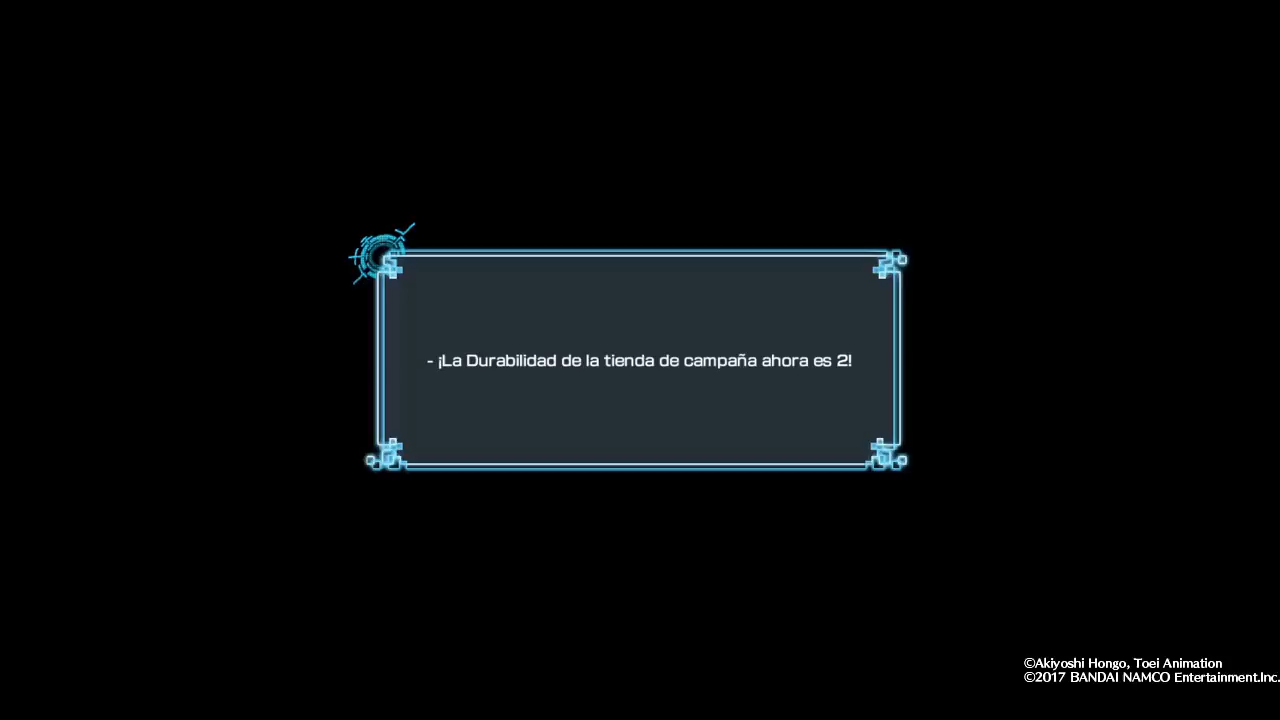 - ¡La Durabilidad de la tienda de campaña ahora es 2!
©Akiyoshi Hongo, Toei Animation
©2017 BANDAI NAMCO Entertainment.Inc.